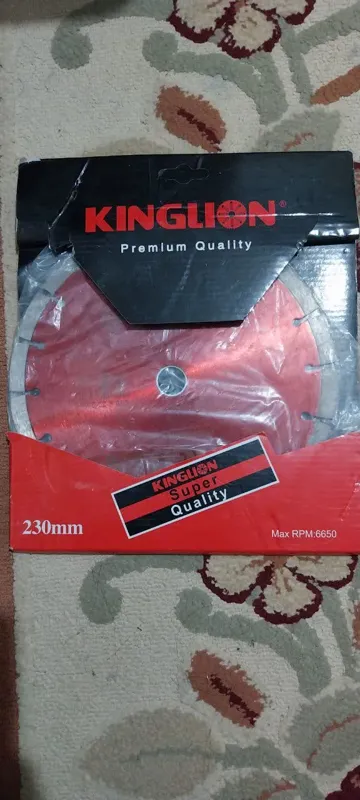 KINGLION®
Premium Quality
KINGLION
Super
Quality
230mm
Max RPM:6650